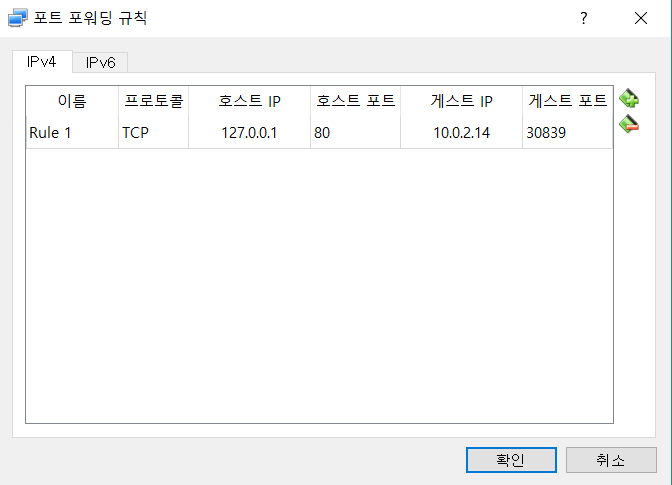 포트 포워딩 규칙 ?
IPv4 IPv6
이름 프로토콜 호스트 IP 호스트 포트 게스트 IP 게스트 포트
Rule 1 TCP 127.0.0.1 80 10.0.2.14 30839
확인 취소